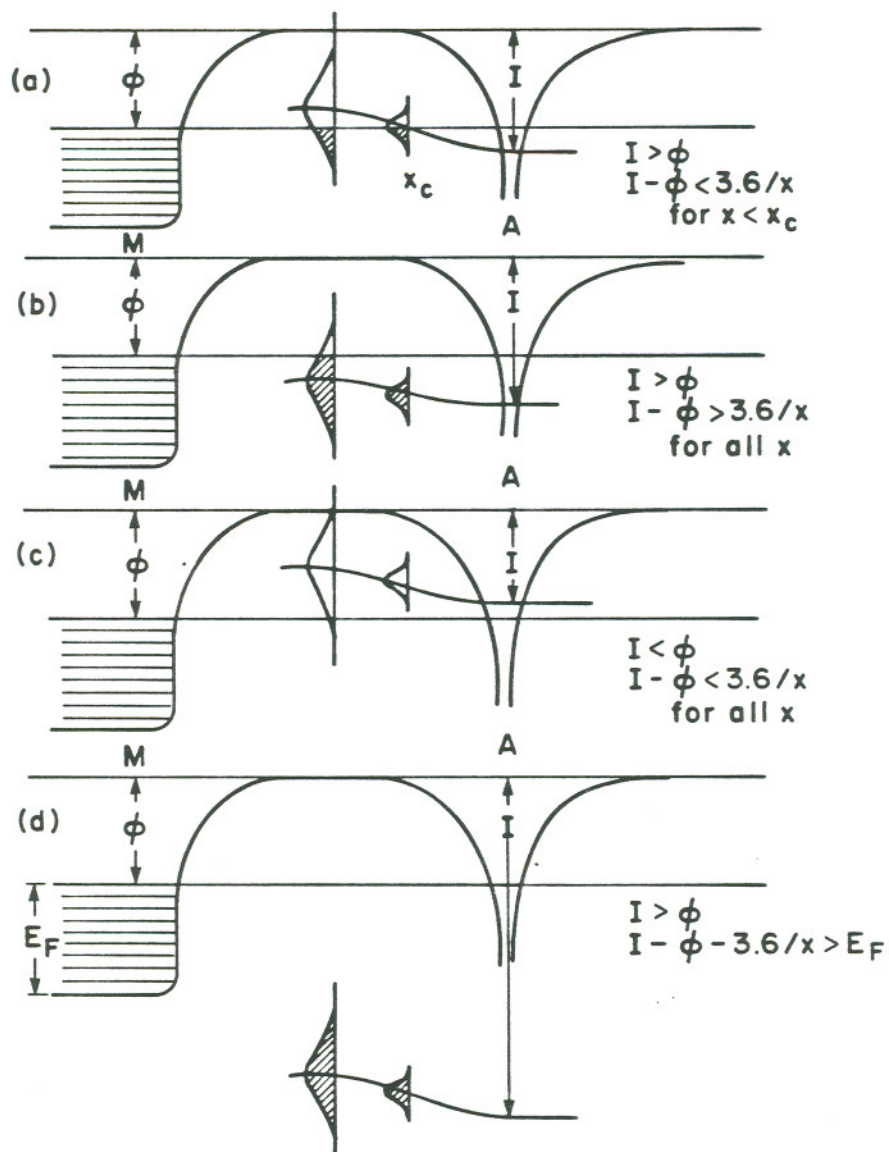 (a)
ϕ
I
I > ϕ
I - ϕ < 3.6/x
for x < x_c
x_c
M
A
(b)
ϕ
I
I > ϕ
I - ϕ > 3.6/x
for all x
M
A
(c)
ϕ
I
I < ϕ
I - ϕ < 3.6/x
for all x
M
A
(d)
ϕ
I
E_F
I > ϕ
I - ϕ - 3.6/x > E_F